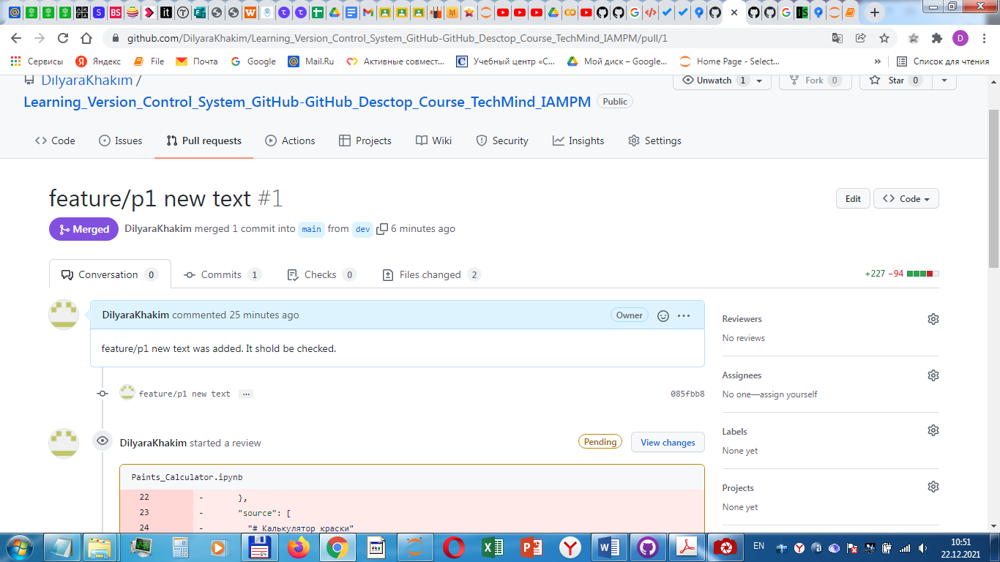 github.com/DilyaraKhakim/Learning_Version_Control_System_GitHub-GitHub_Desctop_Course_TechMind_IAMPM/pull/1
Сервисы Яндекс File Почта Google Mail.Ru Активные совмест... Учебный центр «С... Мой диск – Google... Home Page - Select... » Список для чтения
DilyaraKhakim /
Unwatch 1 Fork 0 Star 0
Learning_Version_Control_System_GitHub-GitHub_Desctop_Course_TechMind_IAMPM Public
Code Issues Pull requests Actions Projects Wiki Security Insights Settings
feature/p1 new text #1
Edit Code
Merged DilyaraKhakim merged 1 commit into main from dev 6 minutes ago
Conversation 0 Commits 1 Checks 0 Files changed 2
+227 −94
DilyaraKhakim commented 25 minutes ago Owner ...
feature/p1 new text was added. It shold be checked.
feature/p1 new text ... 085fbb8
DilyaraKhakim started a review Pending View changes
Paints_Calculator.ipynb
22 - },
23 - "source": [
24 - "# Калькулятор краски"
Reviewers
No reviews
Assignees
No one—assign yourself
Labels
None yet
Projects
None yet
EN
10:51
22.12.2021